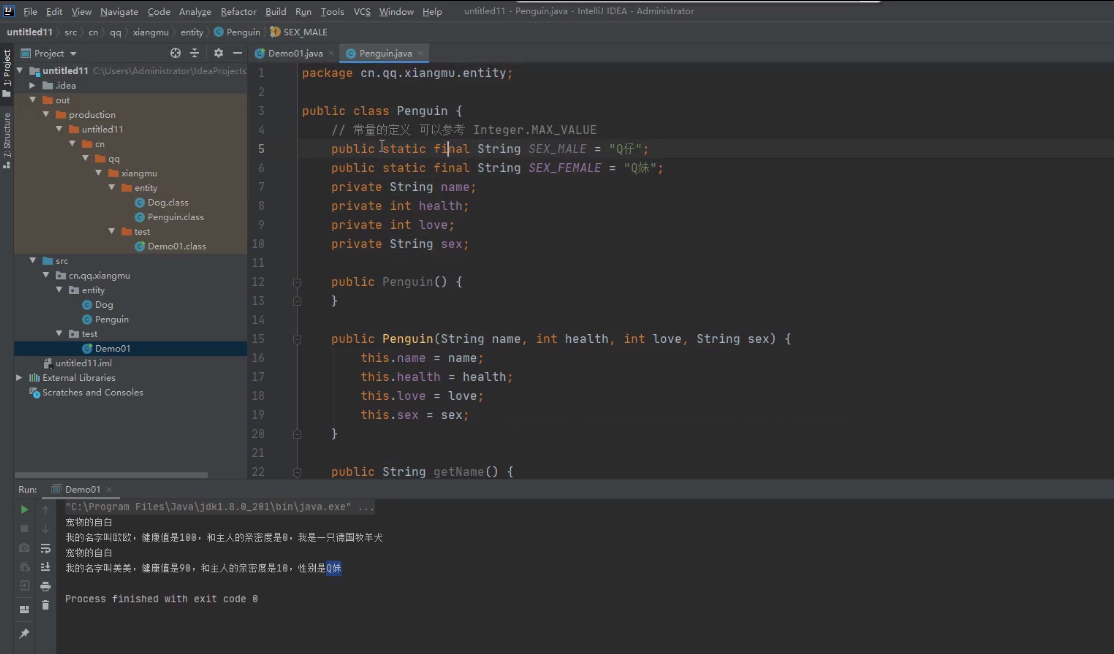 File Edit View Navigate Code Analyze Refactor Build Run Tools VCS Window Help untitled11 - Penguin.java - IntelliJ IDEA - Administrator
untitled11 src cn qq xiangmu entity Penguin SEX_MALE
1: Project
Z: Structure
Project
untitled11 C:\Users\Administrator\IdeaProjects
.idea
out
production
untitled11
cn
qq
xiangmu
entity
Dog.class
Penguin.class
test
Demo01.class
src
cn.qq.xiangmu
entity
Dog
Penguin
test
Demo01
untitled11.iml
External Libraries
Scratches and Consoles
Demo01.java Penguin.java
1 package cn.qq.xiangmu.entity;
2
3 public class Penguin {
4 // 常量的定义 可以参考 Integer.MAX_VALUE
5 public static final String SEX_MALE = "Q仔";
6 public static final String SEX_FEMALE = "Q妹";
7 private String name;
8 private int health;
9 private int love;
10 private String sex;
11
12 public Penguin() {
13 }
14
15 public Penguin(String name, int health, int love, String sex) {
16 this.name = name;
17 this.health = health;
18 this.love = love;
19 this.sex = sex;
20 }
21
22 public String getName() {
Run: Demo01
"C:\Program Files\Java\jdk1.8.0_201\bin\java.exe" ...
宠物的自白
我的名字叫欧欧，健康值是100，和主人的亲密度是0，我是一只德国牧羊犬
宠物的自白
我的名字叫美美，健康值是90，和主人的亲密度是10，性别是Q妹
Process finished with exit code 0